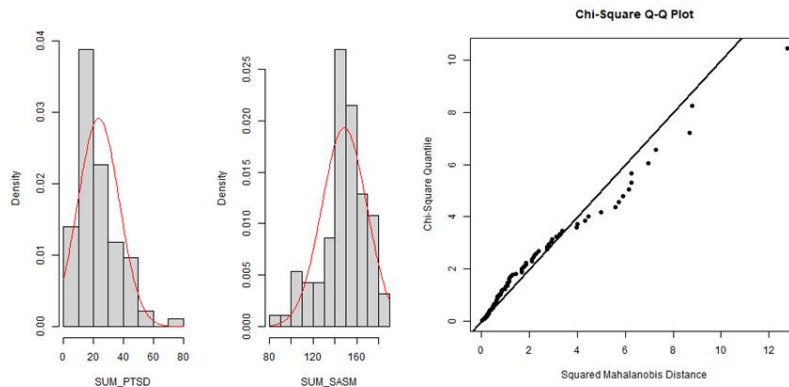 Density
0.00
0.01
0.02
0.03
0.04
0 20 40 60 80
SUM_PTSD
Density
0.000
0.005
0.010
0.015
0.020
0.025
80 120 160
SUM_SASM
Chi-Square Q-Q Plot
Chi-Square Quantile
0
2
4
6
8
10
0 2 4 6 8 10 12
Squared Mahalanobis Distance